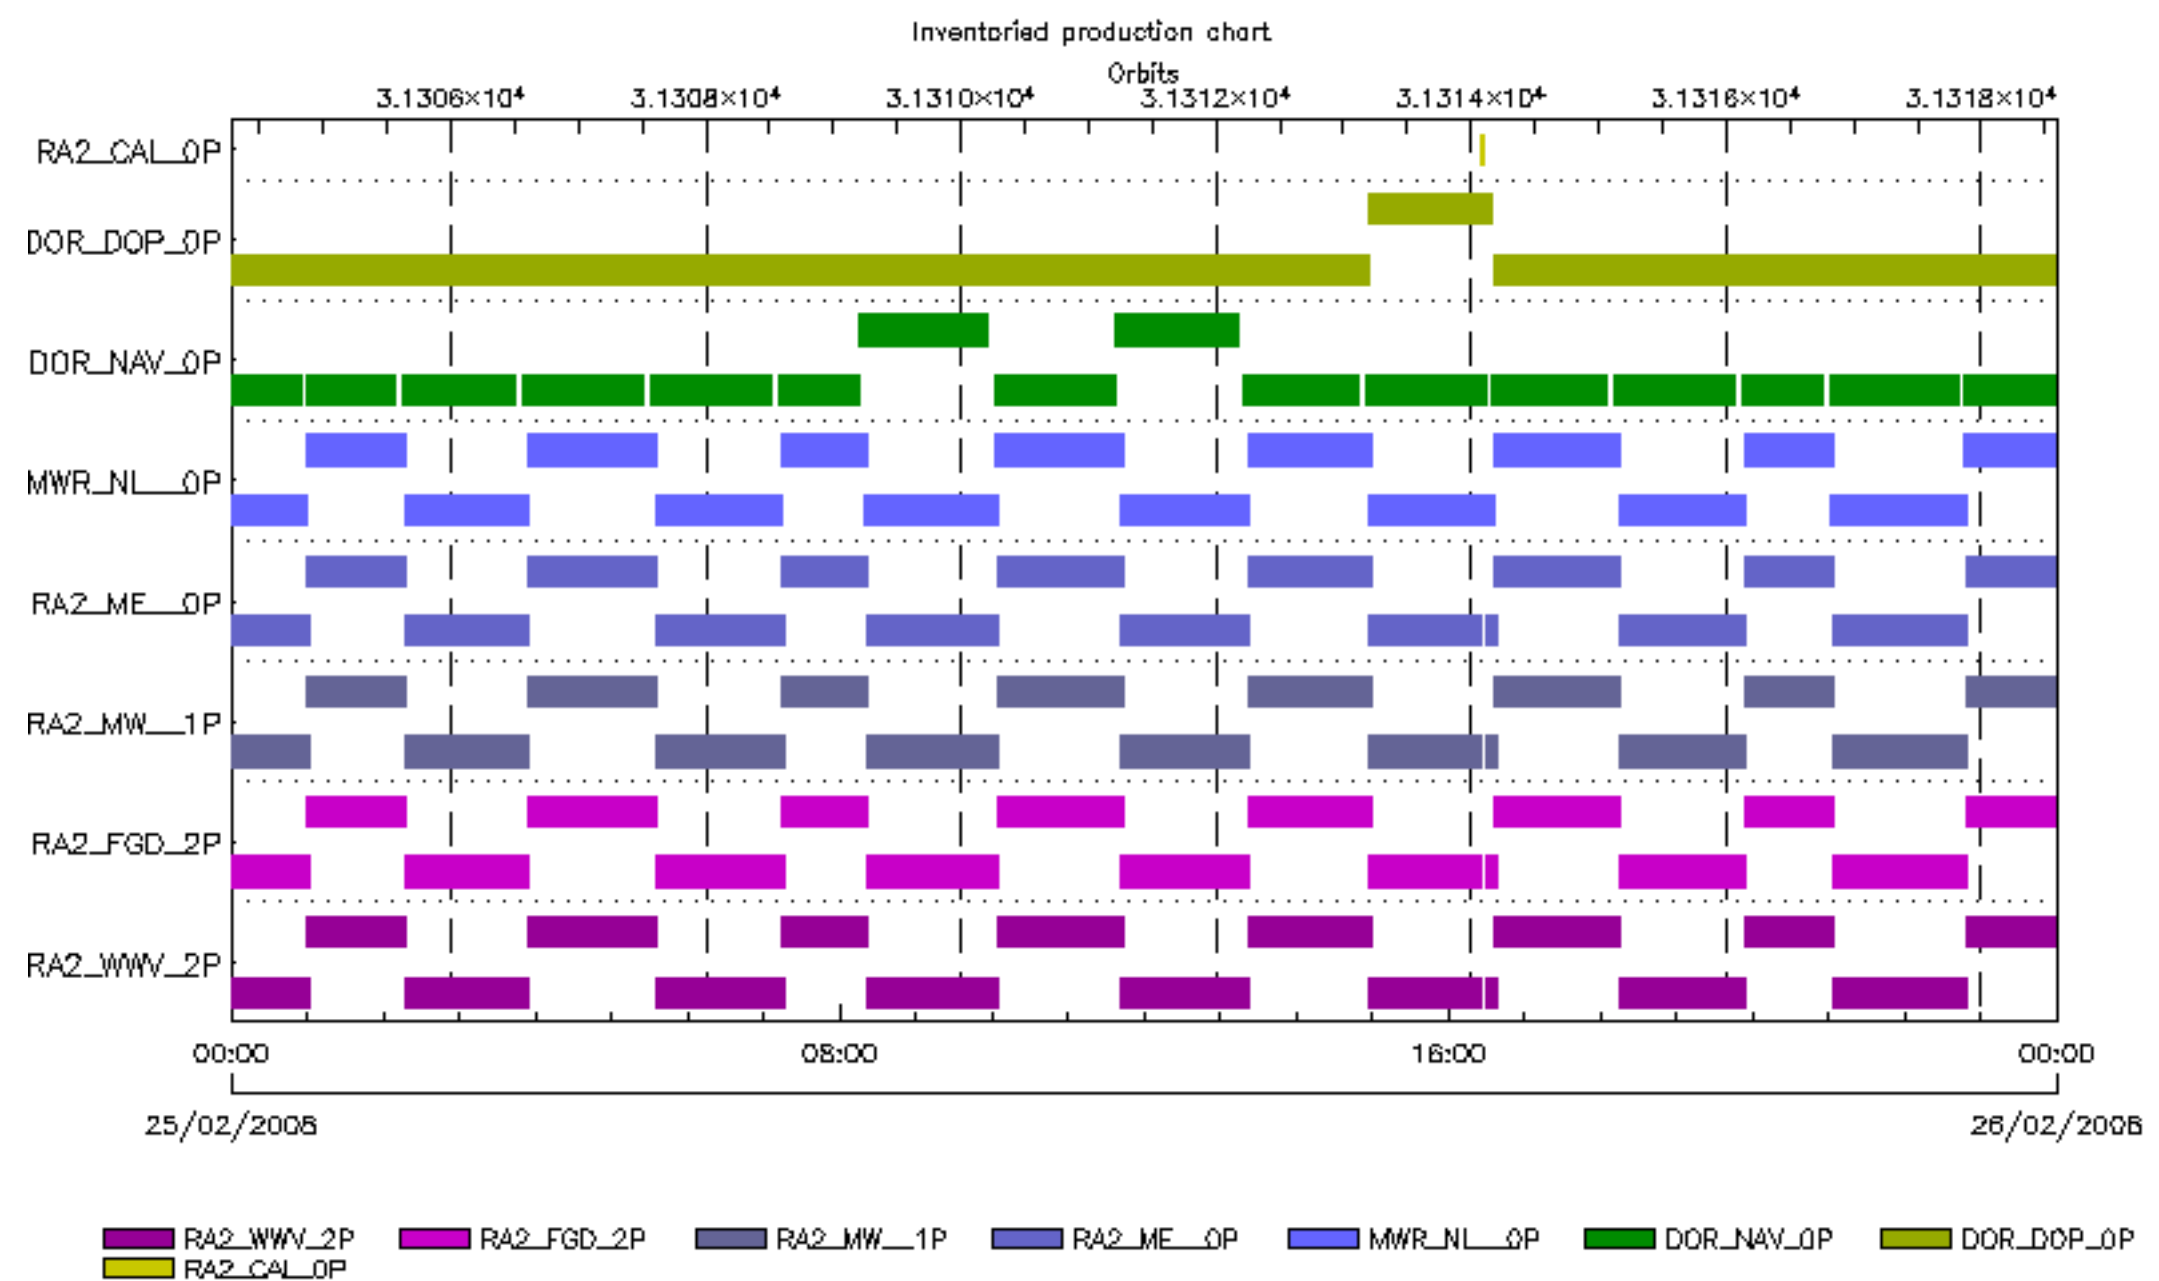 Inventoried production chart
Orbits
3.1306×10⁴ 3.1308×10⁴ 3.1310×10⁴ 3.1312×10⁴ 3.1314×10⁴ 3.1316×10⁴ 3.1318×10⁴
RA2_CAL_0P
DOR_DOP_0P
DOR_NAV_0P
MWR_NL__0P
RA2_ME__0P
RA2_MW__1P
RA2_FGD_2P
RA2_WWV_2P
00:00 08:00 16:00 00:00
25/02/2008 26/02/2008
RA2_WWV_2P RA2_FGD_2P RA2_MW__1P RA2_ME__0P MWR_NL__0P DOR_NAV_0P DOR_DOP_0P
RA2_CAL_0P